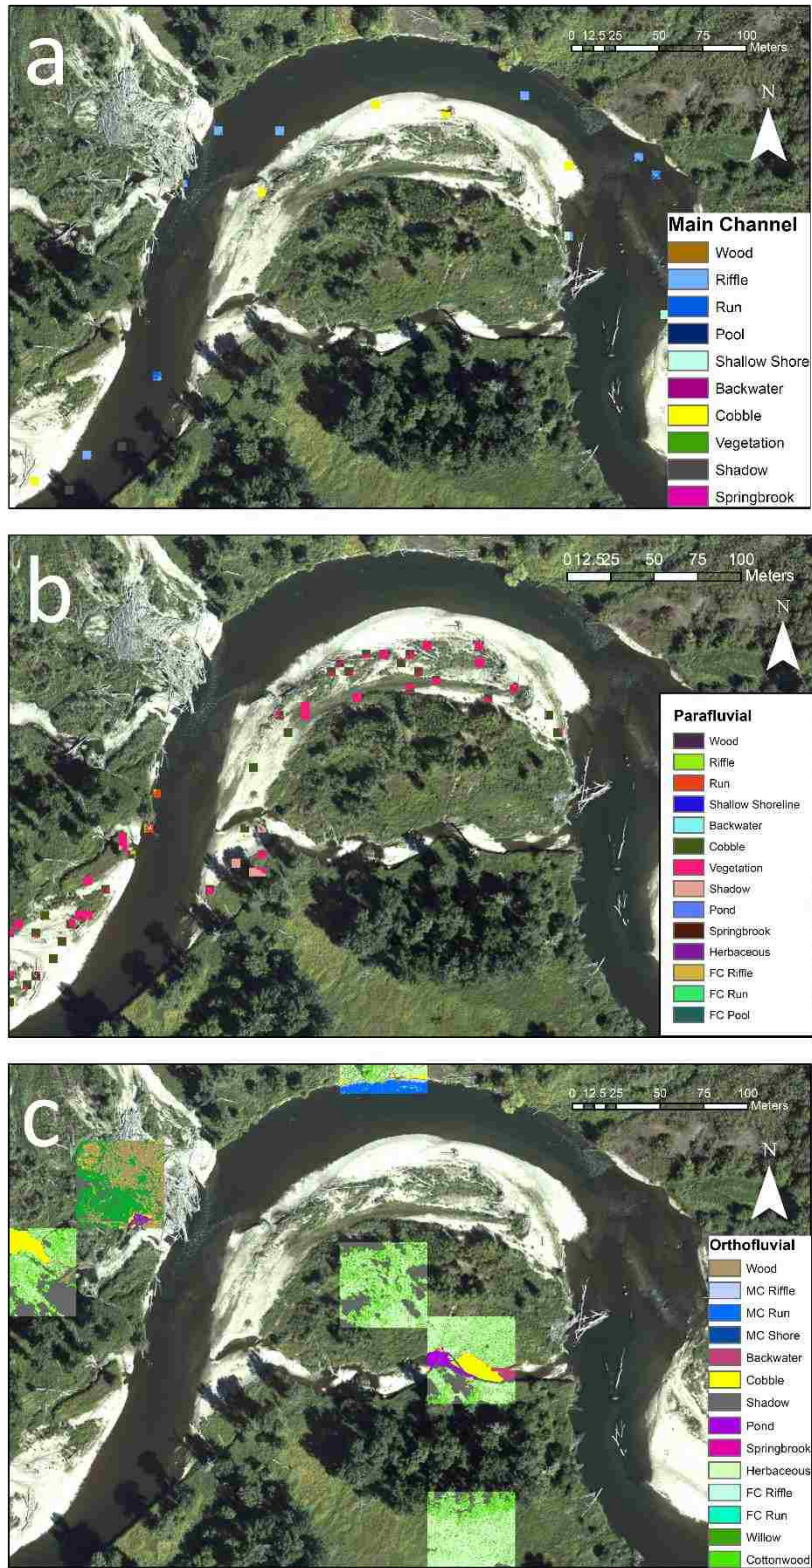 a
0 12.5 25 50 75 100
Meters
N
Main Channel
Wood
Riffle
Run
Pool
Shallow Shore
Backwater
Cobble
Vegetation
Shadow
Springbrook
b
0 12.5 25 50 75 100
Meters
N
Parafluvial
Wood
Riffle
Run
Shallow Shoreline
Backwater
Cobble
Vegetation
Shadow
Pond
Springbrook
Herbaceous
FC Riffle
FC Run
FC Pool
c
0 12.5 25 50 75 100
Meters
N
Orthofluvial
Wood
MC Riffle
MC Run
MC Shore
Backwater
Cobble
Shadow
Pond
Springbrook
Herbaceous
FC Riffle
FC Run
Willow
Cottonwood